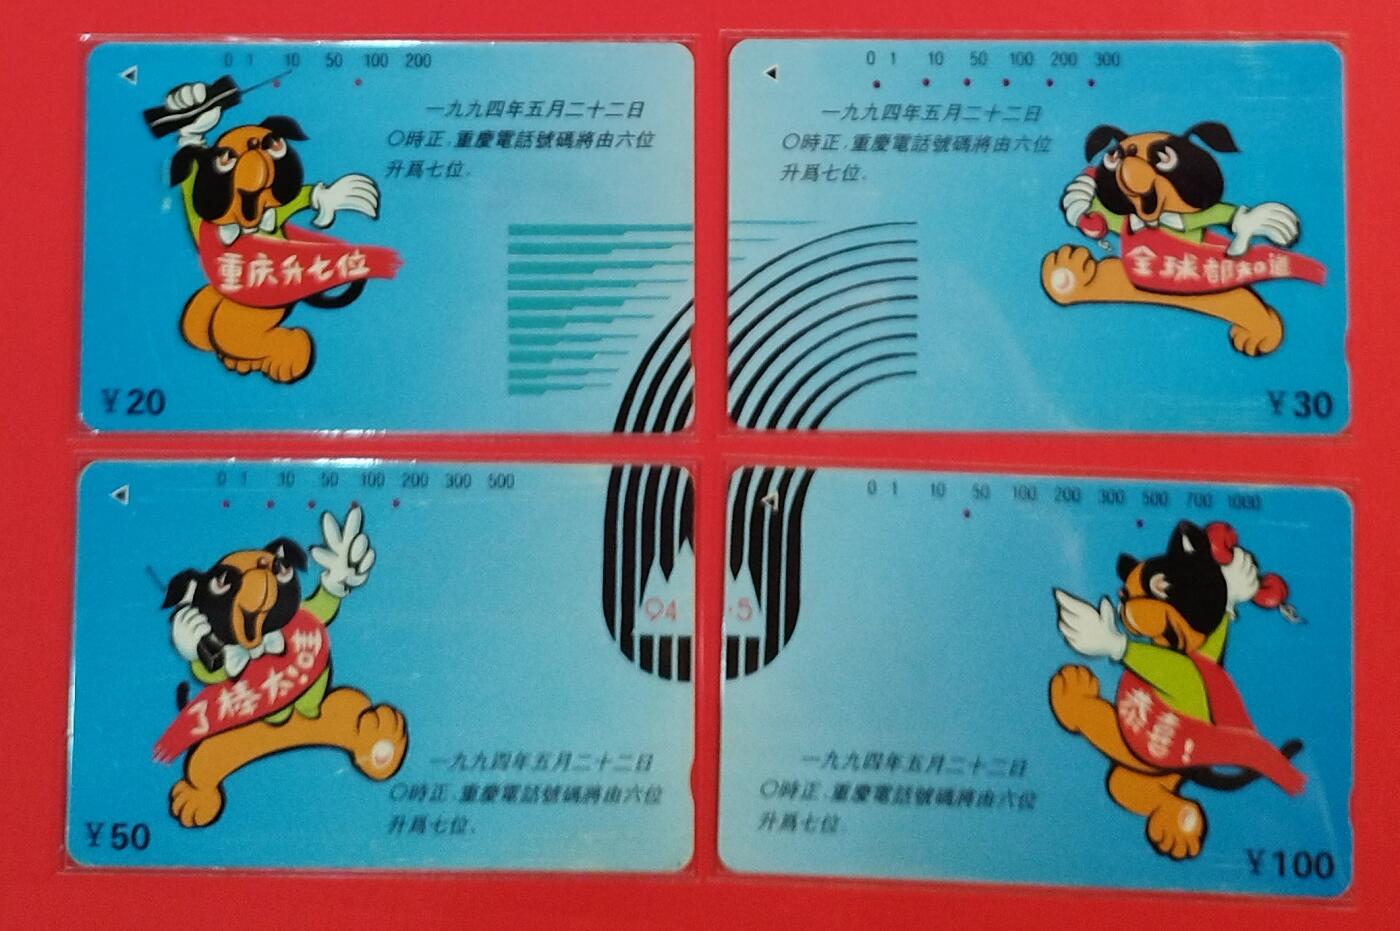 0 1 10 50 100 200
一九九四年五月二十二日
〇時正.重慶電話號碼將由六位
升爲七位.
重庆升七位
¥20
0 1 10 50 100 200 300
一九九四年五月二十二日
〇時正.重慶電話號碼將由六位
升爲七位.
全球都知道
¥30
0 1 10 50 100 200 300 500
哇!太棒了
94
一九九四年五月二十二日
〇時正.重慶電話號碼將由六位
升爲七位.
¥50
0 1 10 50 100 200 300 500 700 1000
·5
恭喜!
一九九四年五月二十二日
〇時正.重慶電話號碼將由六位
升爲七位.
¥100